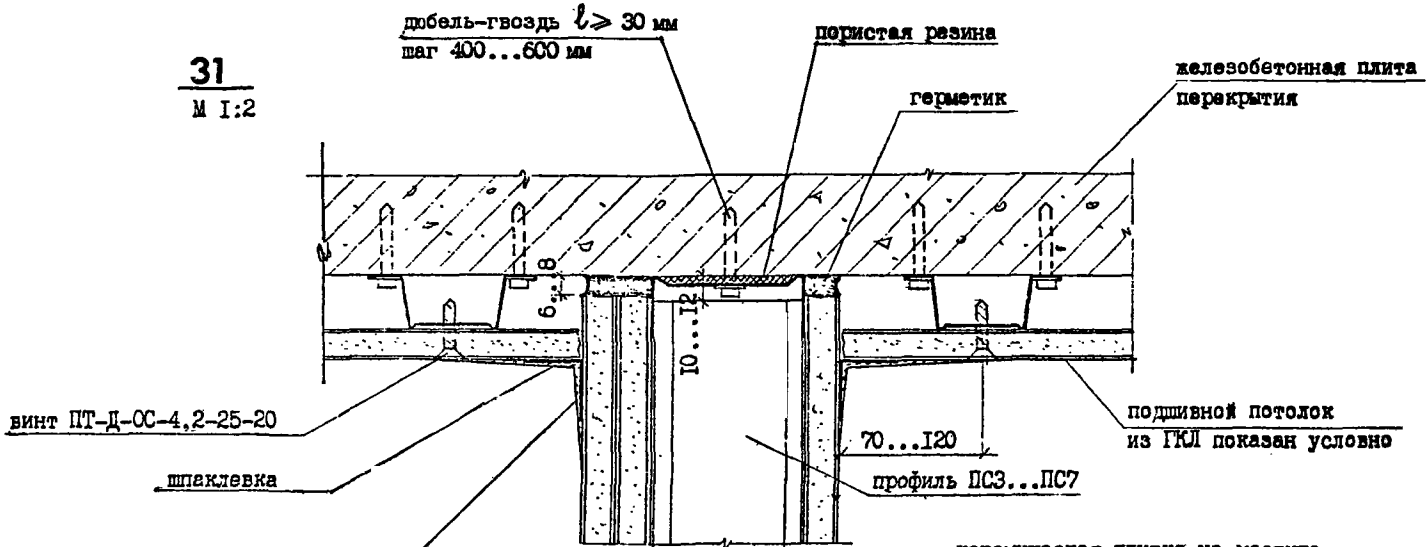 дюбель-гвоздь ℓ ⩾ 30 мм
шаг 400...600 мм
пористая резина
31
М I:2
железобетонная плита
перекрытия
герметик
6...8
10...12
винт ПТ-Д-ОС-4,2-25-20
подшивной потолок
из ГКЛ показан условно
70...120
шпаклевка
профиль ПС3...ПС7